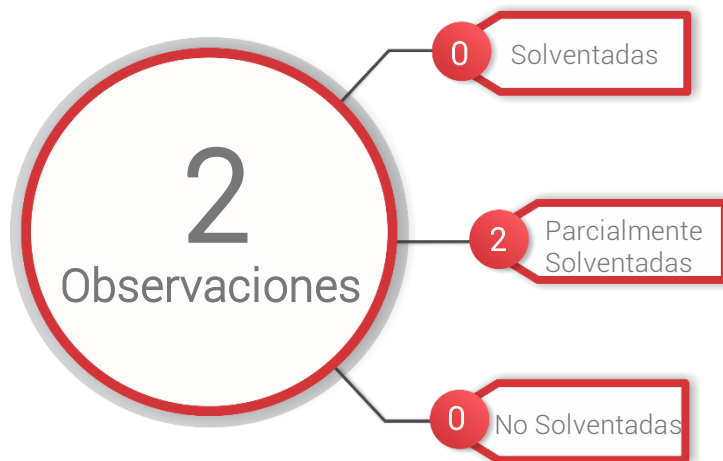 2
Observaciones
0
Solventadas
2
Parcialmente
Solventadas
0
No Solventadas